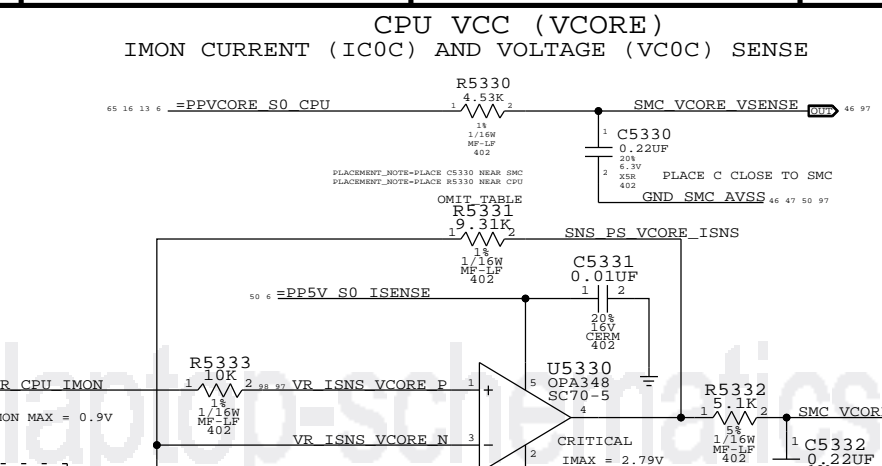 CPU VCC (VCORE)
IMON CURRENT (IC0C) AND VOLTAGE (VC0C) SENSE
R5330
4.53K
65 16 13 6 =PPVCORE_S0_CPU 1 2 SMC_VCORE_VSENSE OUT 46 97
1%
1/16W
MF-LF
402
1 C5330
0.22UF
20%
6.3V
2 X5R
402
PLACE C CLOSE TO SMC
PLACEMENT_NOTE=PLACE C5330 NEAR SMC
PLACEMENT_NOTE=PLACE R5330 NEAR CPU
GND_SMC_AVSS 46 47 50 97
OMIT_TABLE
R5331
9.31K
1 2 SNS_PS_VCORE_ISNS
1%
1/16W
MF-LF
402
C5331
0.01UF
50 6 =PP5V_S0_ISENSE 1 2
20%
16V
CERM
402
R5333
10K
R_CPU_IMON 1 2 98 97 VR_ISNS_VCORE_P 1 +
1%
1/16W
MF-LF
402
MON MAX = 0.9V
U5330
5 OPA348
SC70-5
4
R5332
5.1K
1 2 SMC_VCOR
5%
1/16W
MF-LF
402
VR_ISNS_VCORE_N 3 -
CRITICAL
2 IMAX = 2.79V
1 C5332
0.22UF
laptop-schematics